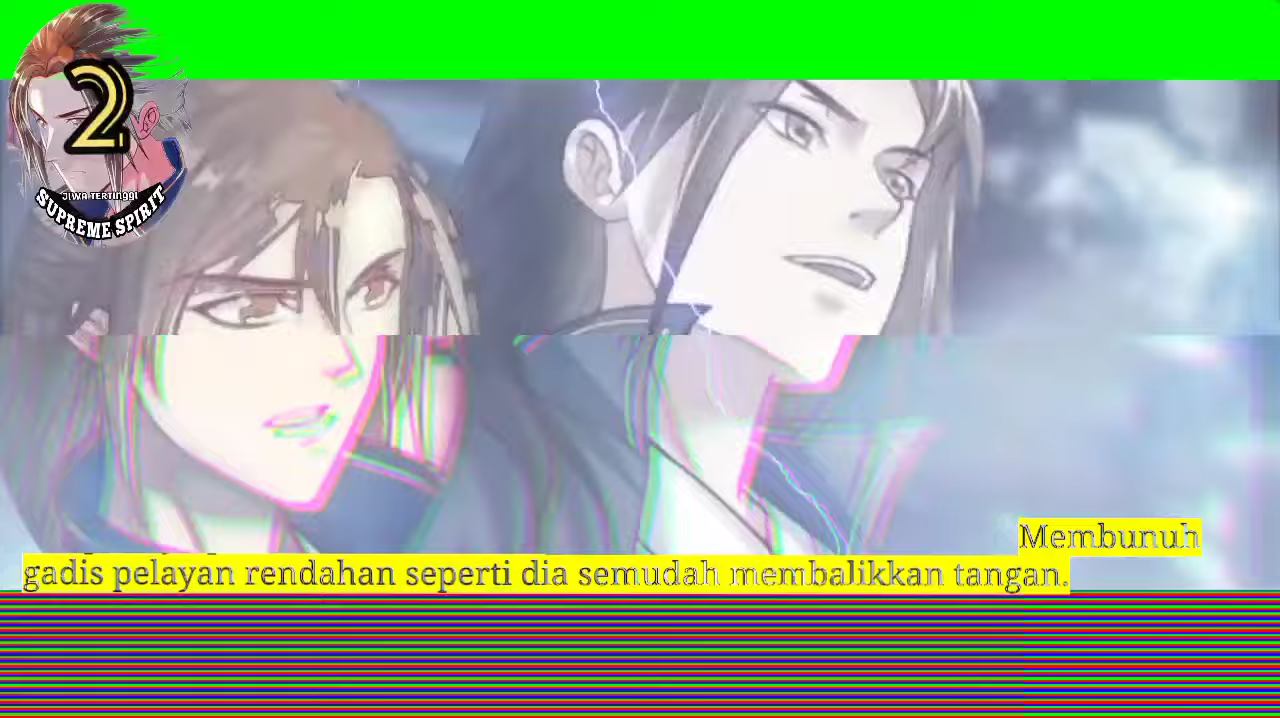 2
JIWA TERTINGGI
SUPREME SPIRIT
Membunuh
gadis pelayan rendahan seperti dia semudah membalikkan tangan.